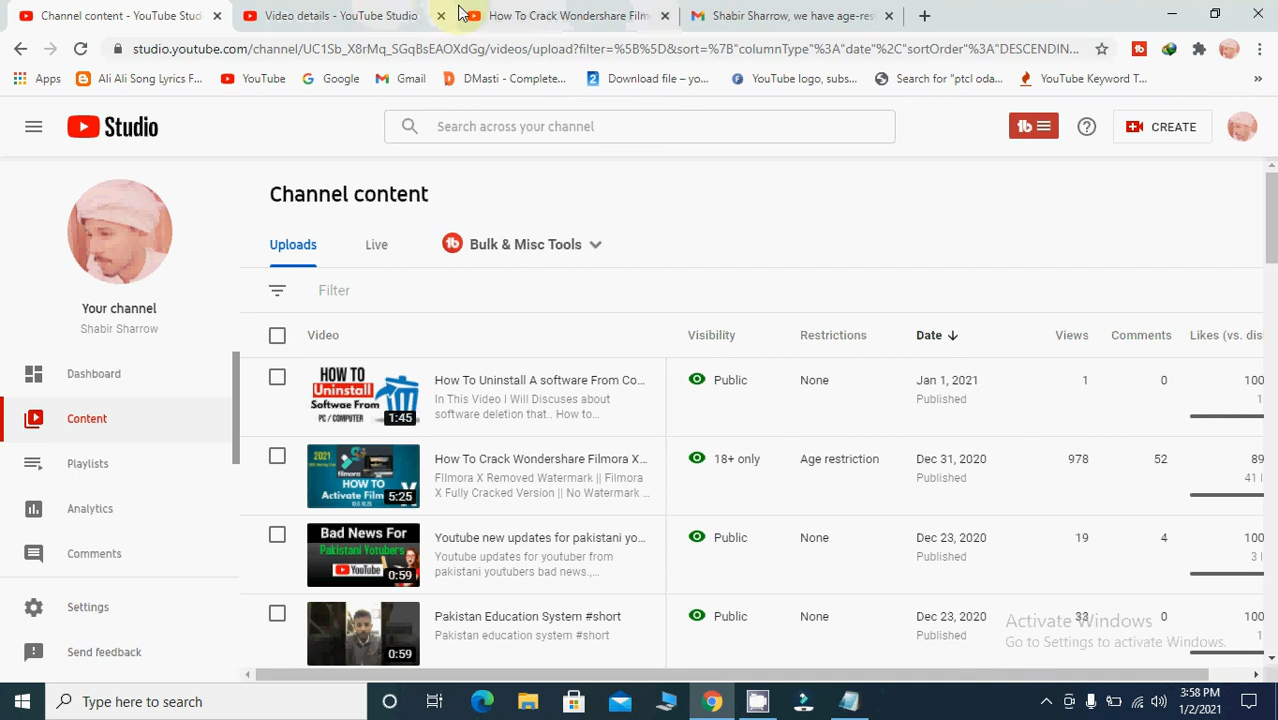 Content content - YouTube Studio
Video details - YouTube Studio
How To Crack Wondershare Film
Shabir Sharrow, we have age-res
studio.youtube.com/channel/UC1Sb_X8rMq_SGqBsEAOXdGg/videos/upload?filter=%5B%5D&sort=%7B"columnType"%3A"date"%2C"sortOrder"%3A"DESCENDIN...
Apps
Ali Ali Song Lyrics F...
YouTube
Google
Gmail
DMasti - Complete...
Download file – yo...
YouTube logo, subs...
Search for "ptcl oda...
YouTube Keyword T...
»
Studio
Search across your channel
CREATE
Your channel
Shabir Sharrow
Dashboard
Content
Playlists
Analytics
Comments
Settings
Send feedback
Channel content
Uploads
Live
Bulk & Misc Tools
Filter
Video
Visibility
Restrictions
Date
Views
Comments
Likes (vs. dis
HOW TO
Uninstall
Softwae From
PC / COMPUTER
1:45
How To Uninstall A software From Co...
In This Video I Will Discuses about
software deletion that.. How to...
Public
None
Jan 1, 2021
Published
1
0
100
2021
filmora
HOW TO
Activate Film
5:25
How To Crack Wondershare Filmora X...
FIlmora X Removed Watermark || Filmora
X Fully Cracked Version || No Watermark ...
18+ only
Age restriction
Dec 31, 2020
Published
978
52
89
41 l
Bad News For
Pakistani Yotubers
YouTube
0:59
Youtube new updates for pakistani yo...
Youtube updates for youtuber from
pakistani youtubers bad news.,...
Public
None
Dec 23, 2020
Published
19
4
100
3 l
0:59
Pakistan Education System #short
Pakistan education system #short
Public
None
Dec 23, 2020
Published
33
0
100
Activate Windows
Go to Settings to activate Windows.
Type here to search
3:58 PM
1/2/2021